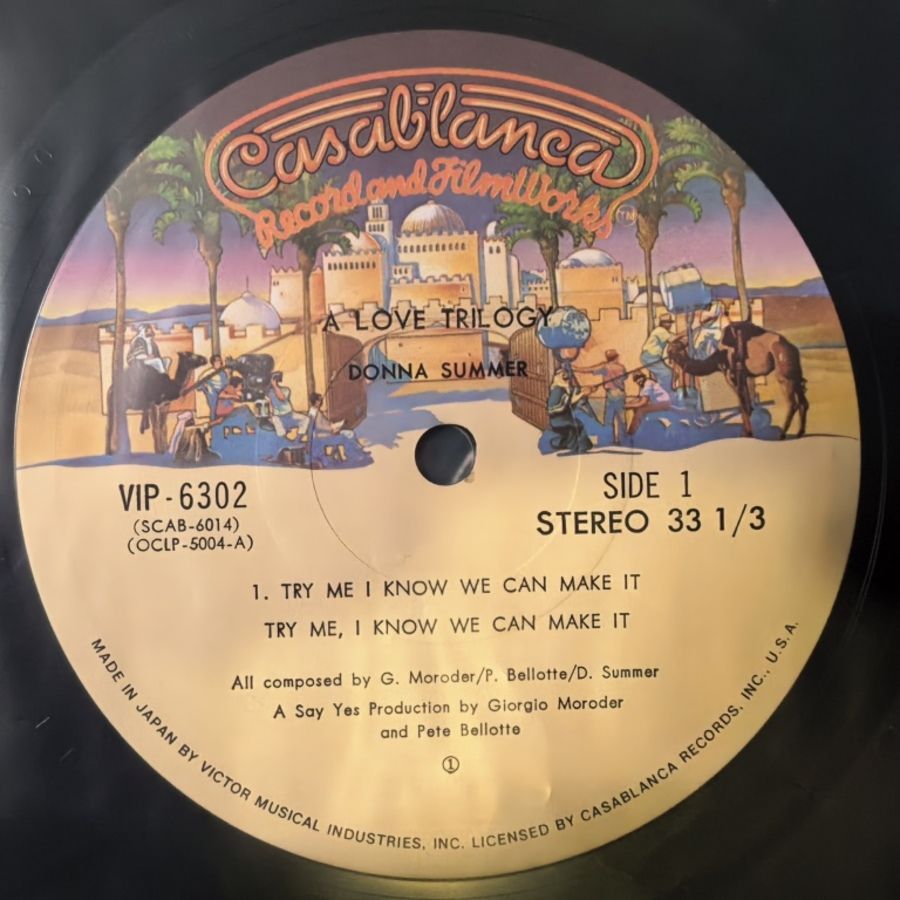 Casablanca
Record and FilmWorks™
A LOVE TRILOGY
DONNA SUMMER
VIP-6302
(SCAB-6014)
(OCLP-5004-A)
SIDE 1
STEREO 33 1/3
1. TRY ME I KNOW WE CAN MAKE IT
TRY ME, I KNOW WE CAN MAKE IT
All composed by G. Moroder/P. Bellotte/D. Summer
A Say Yes Production by Giorgio Moroder
and Pete Bellotte
①
MADE IN JAPAN BY VICTOR MUSICAL INDUSTRIES, INC. LICENSED BY CASABLANCA RECORDS, INC., U.S.A.